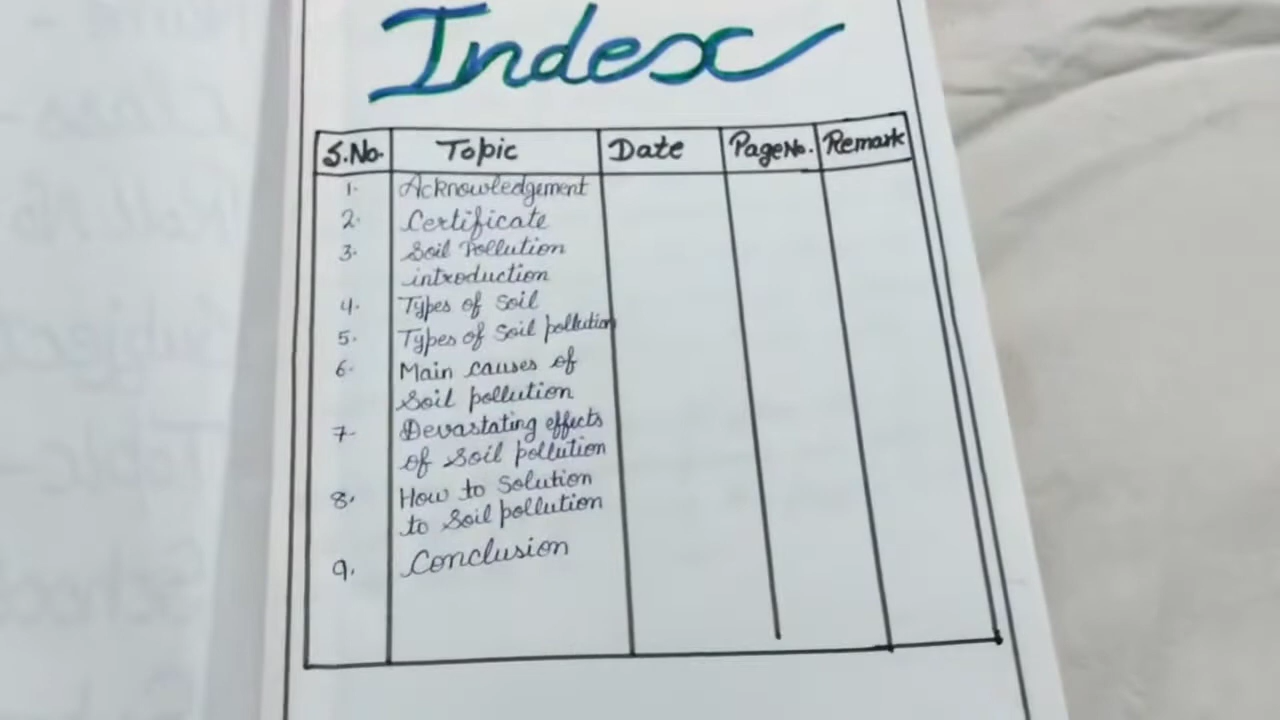 Index
S.No. Topic Date Page No. Remark
1. Acknowledgement
2. Certificate
3. Soil Pollution
introduction
4. Types of Soil
5. Types of Soil pollution
6. Main causes of
Soil pollution
7. Devastating effects
of Soil pollution
8. How to Solution
to Soil pollution
9. Conclusion